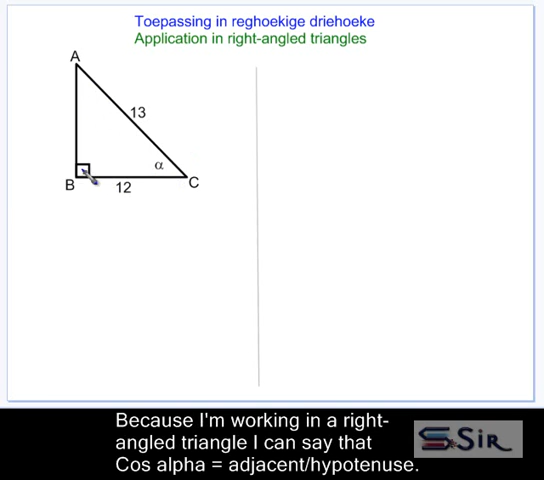 Toepassing in reghoekige driehoeke
Application in right-angled triangles
A
13
α
B
12
C
Because I'm working in a right-
angled triangle I can say that
Cos alpha = adjacent/hypotenuse.
SSiR